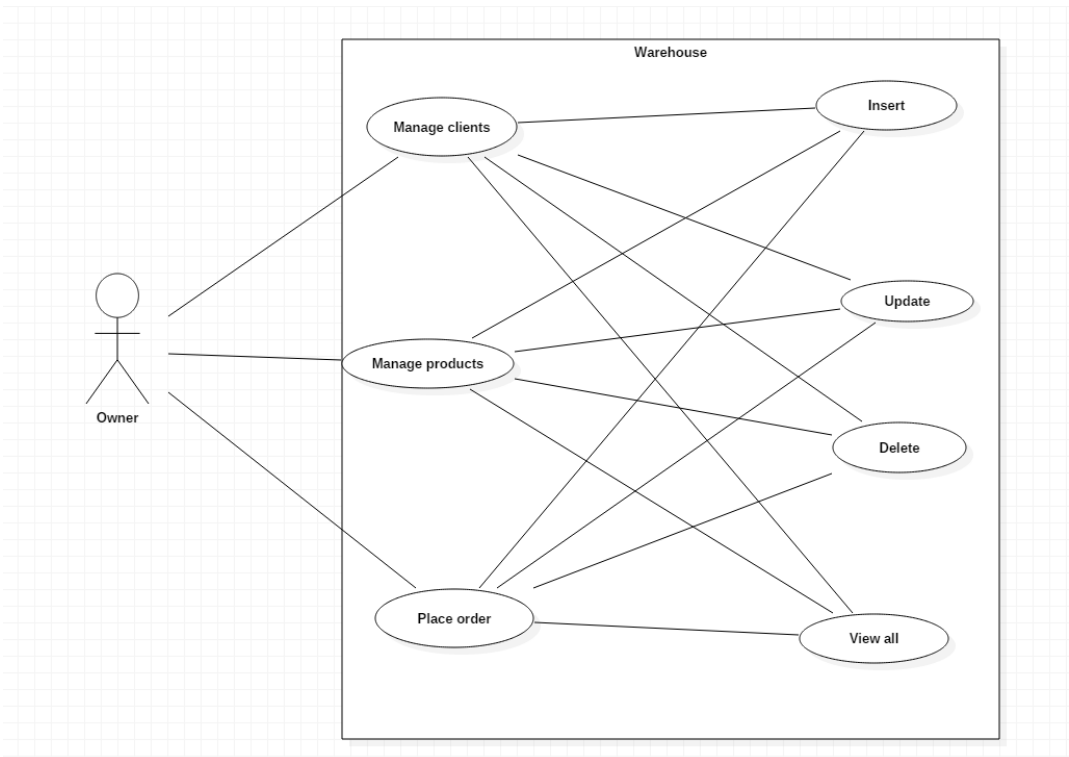 Warehouse
Manage clients
Insert
Update
Manage products
Owner
Delete
Place order
View all